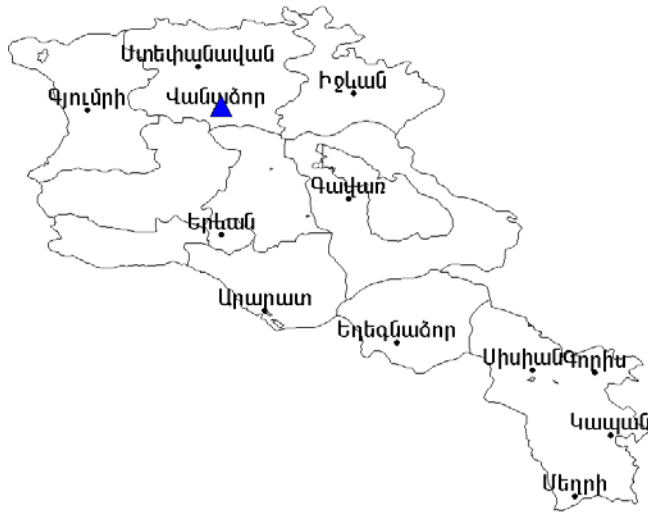 Ստեփանավան
Իջևան
Գյումրի
Վանաձոր
Գավառ
Երևան
Արարատ
Եղեգնաձոր
Սիսիան
Գորիս
Կապան
Մեղրի